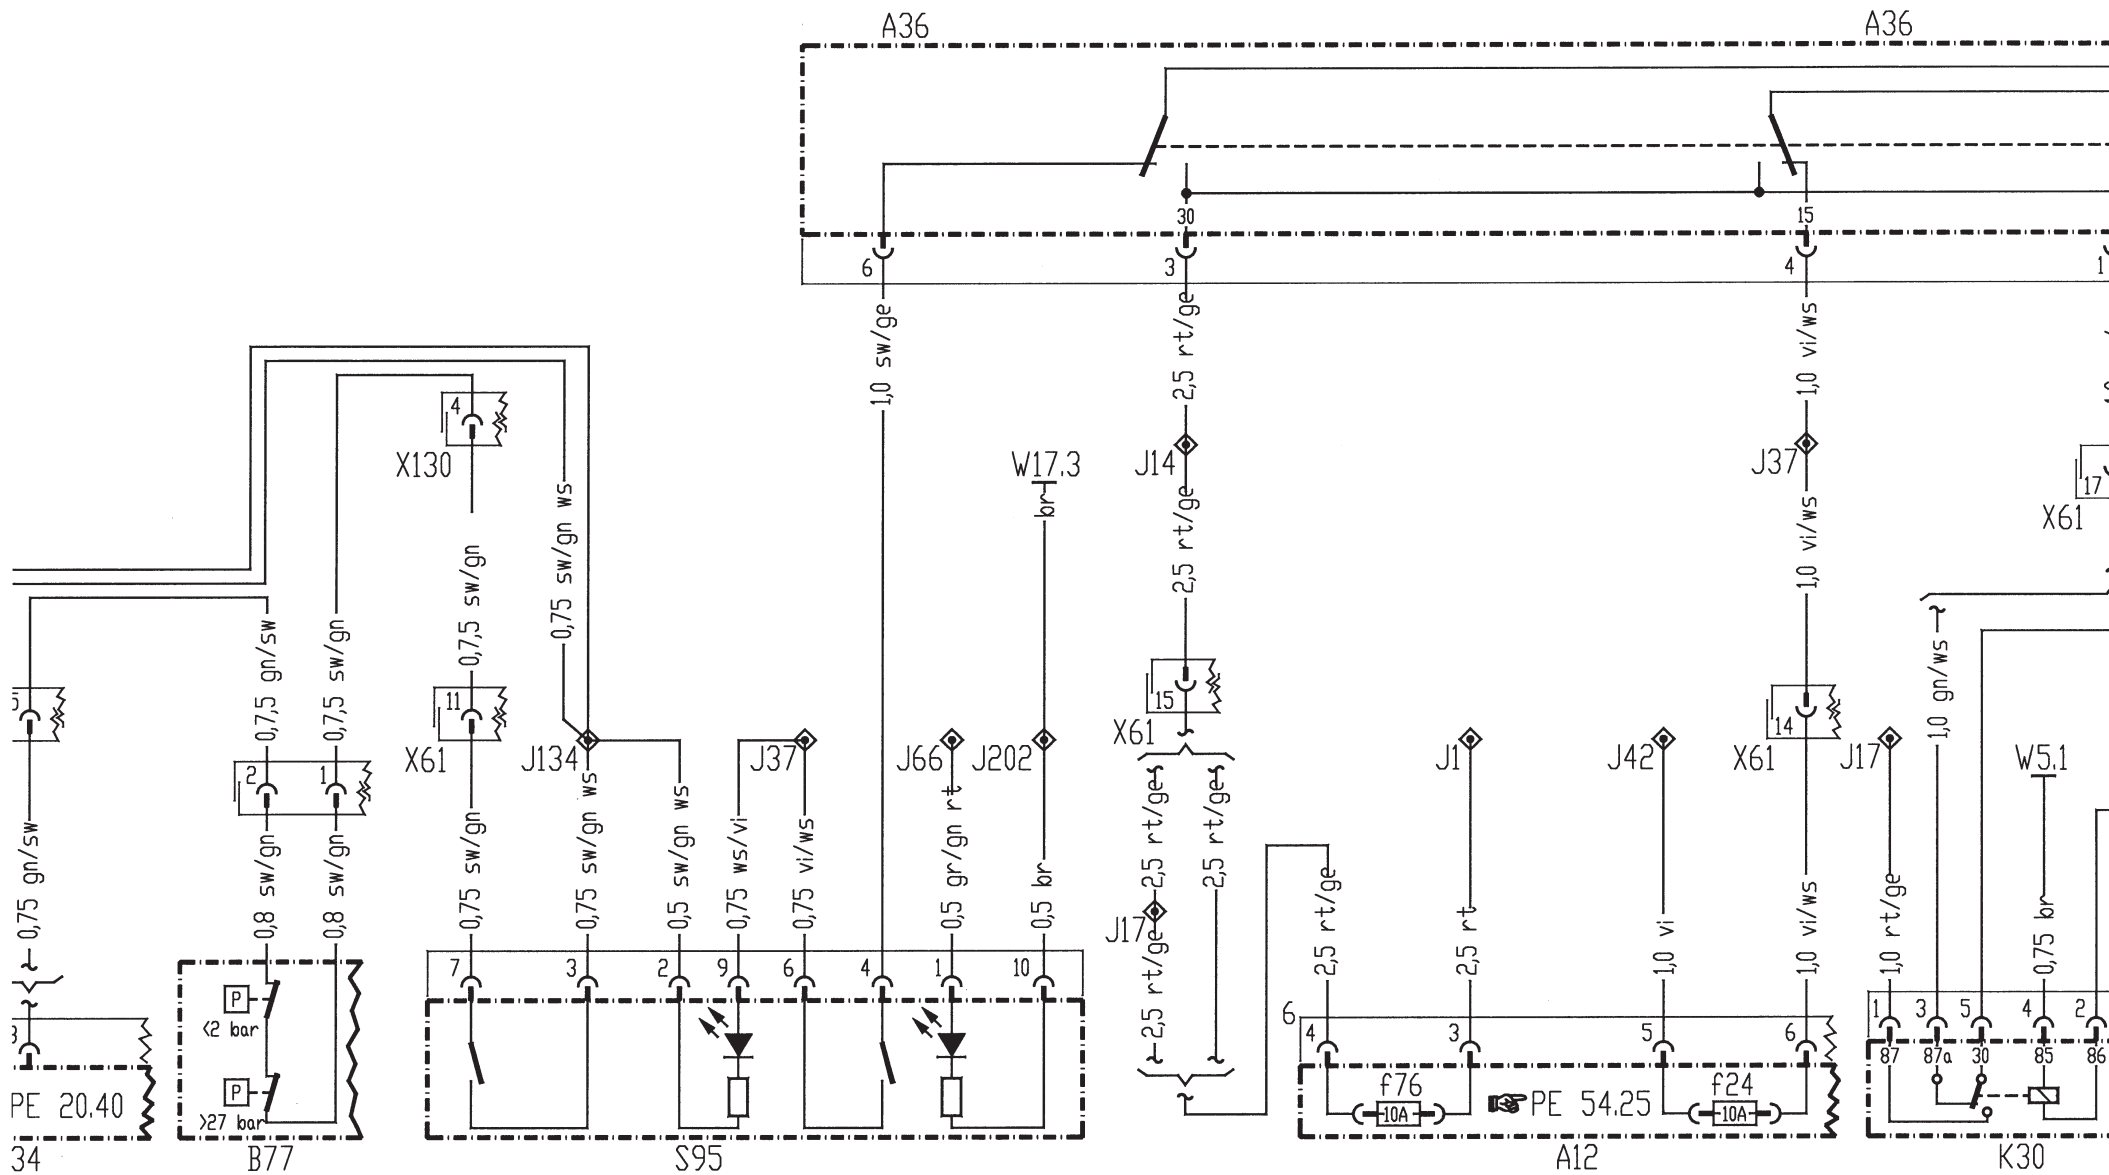 A36 A36
30 15
6 3 4 1
1,0 sw/ge
2,5 rt/ge
1,0 vi/ws
4
X130
J14
J37
W17.3
br
17
X61
0,75 sw/gn ws
2,5 rt/ge
1,0 vi/ws
0,7,5 sw/gn
0,7,5 gn/sw
0,7,5 sw/gn
1,0 gn/ws
5
11
15
14
X61 J134 J37 J66 J202 X61 J1 J42 X61 J17 W5.1
2 1
0,75 gn/sw
0,8 sw/gn
0,8 sw/gn
0,75 sw/gn
0,75 sw/gn ws
0,5 sw/gn ws
0,75 ws/vi
0,75 vi/ws
0,5 gr/gn rt
0,5 br
2,5 rt/ge
2,5 rt/ge
J17
2,5 rt/ge
2,5 rt/ge
2,5 rt
1,0 vi
1,0 vi/ws
1,0 rt/ge
0,75 br
7 3 2 9 6 4 1 10
6
4 3 5 6
1 3 5 4 2
87 87a 30 85 86
P
<2 bar
P
>27 bar
PE 20.40
f76
10A
PE 54.25
f24
10A
34 B77 S95 A12 K30